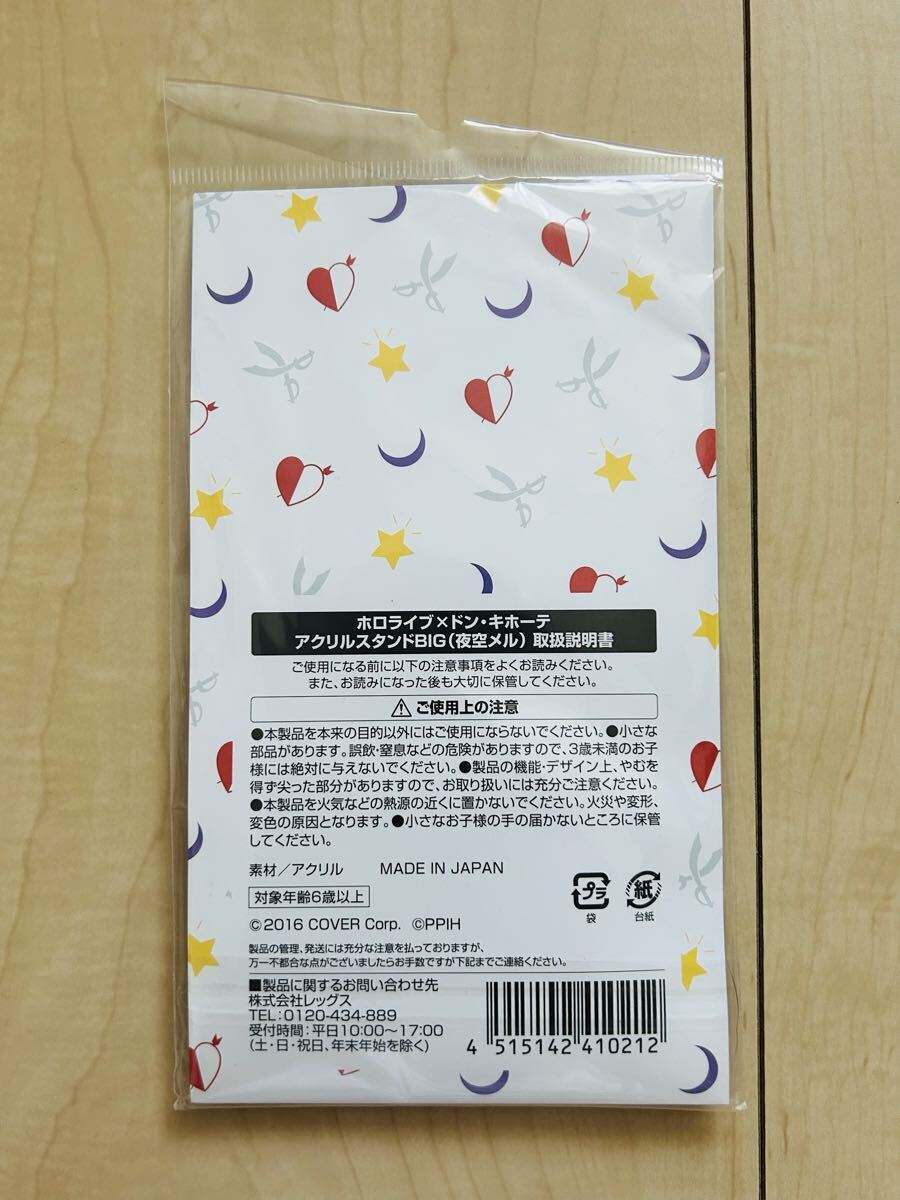 ホロライブ×ドン・キホーテ
アクリルスタンドBIG(夜空メル) 取扱説明書
ご使用になる前に以下の注意事項をよくお読みください。
また、お読みになった後も大切に保管してください。
ご使用上の注意
●本製品を本来の目的以外にはご使用にならないでください。●小さな
部品があります。誤飲・窒息などの危険がありますので、3歳未満のお子
様には絶対に与えないでください。●製品の機能・デザイン上、やむを
得ず尖った部分がありますので、お取り扱いには充分ご注意ください。
●本製品を火気などの熱源の近くに置かないでください。火災や変形、
変色の原因となります。●小さなお子様の手の届かないところに保管
してください。
素材/アクリル MADE IN JAPAN
対象年齢6歳以上
プラ
袋
紙
台紙
©2016 COVER Corp. ©PPIH
製品の管理、発送には充分な注意を払っておりますが、
万一不都合な点がございましたらお手数ですが下記までご連絡ください。
■製品に関するお問い合わせ先
株式会社レッグス
TEL:0120-434-889
受付時間:平日10:00〜17:00
(土・日・祝日、年末年始を除く)
4 515142 410212